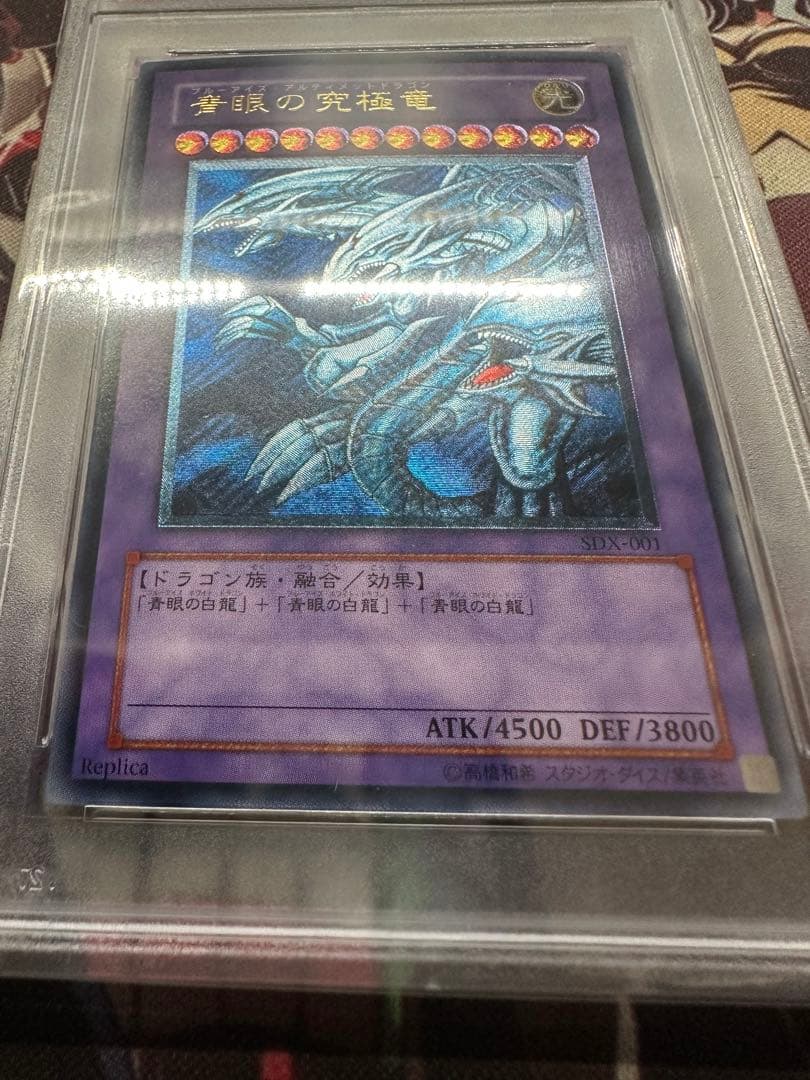 青眼の究極竜
光
SDX-001
【ドラゴン族・融合／効果】
「青眼の白龍」＋「青眼の白龍」＋「青眼の白龍」
ATK/4500 DEF/3800
Replica
©高橋和希 スタジオ・ダイス/集英社